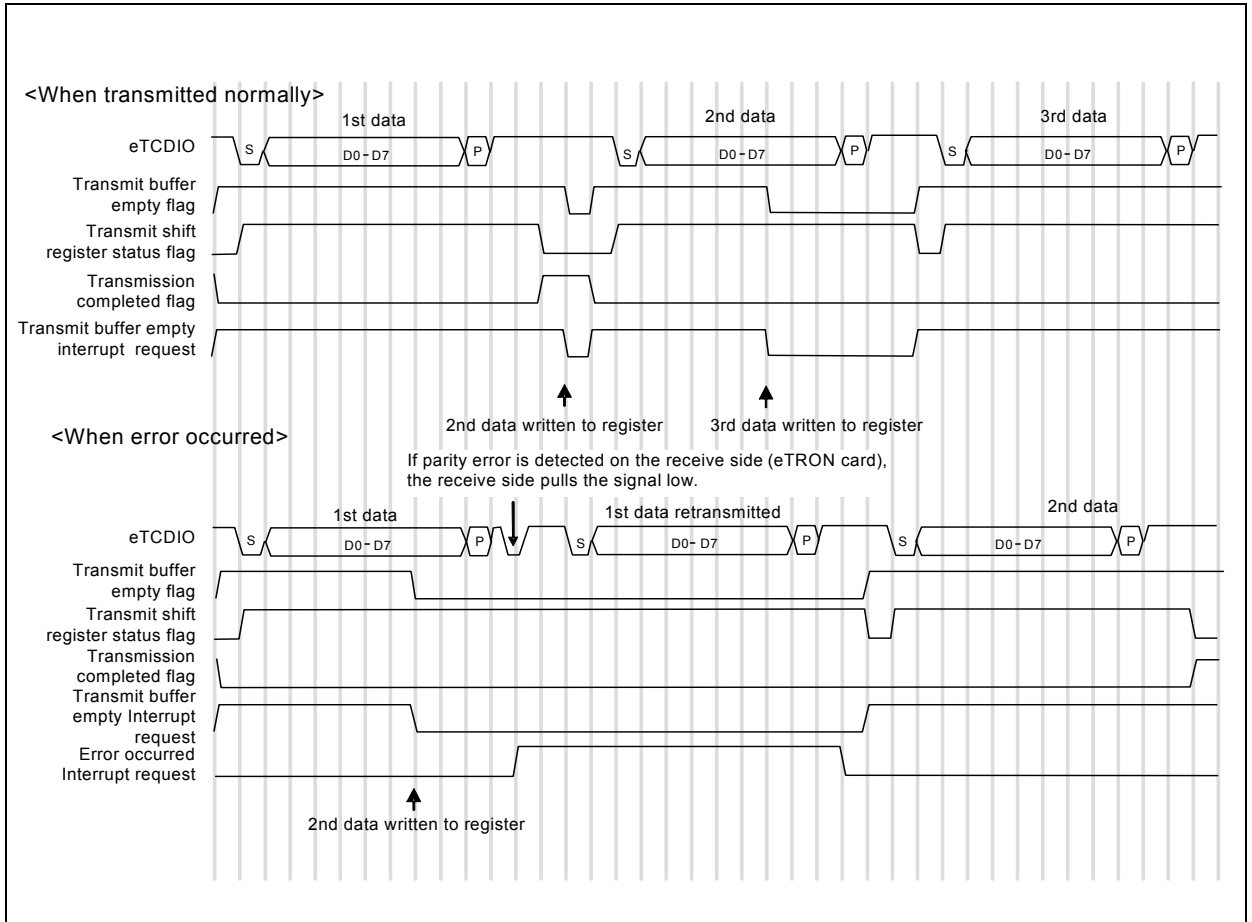 <When transmitted normally>
1st data
2nd data
3rd data
eTCDIO
S
D0-D7
P
S
D0-D7
P
S
D0-D7
P
Transmit buffer
empty flag
Transmit shift
register status flag
Transmission
completed flag
Transmit buffer empty
interrupt request
2nd data written to register
3rd data written to register
<When error occurred>
If parity error is detected on the receive side (eTRON card),
the receive side pulls the signal low.
1st data
1st data retransmitted
2nd data
eTCDIO
S
D0-D7
P
S
D0-D7
P
S
D0-D7
P
Transmit buffer
empty flag
Transmit shift
register status flag
Transmission
completed flag
Transmit buffer
empty Interrupt
request
Error occurred
Interrupt request
2nd data written to register